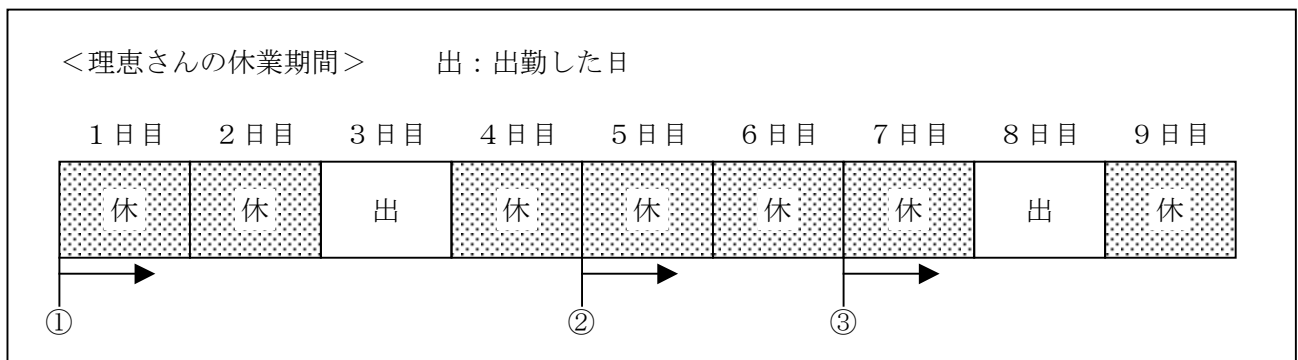 <理恵さんの休業期間>　　出：出勤した日
１日目　２日目　３日目　４日目　５日目　６日目　７日目　８日目　９日目
休　休　出　休　休　休　休　出　休
①　②　③